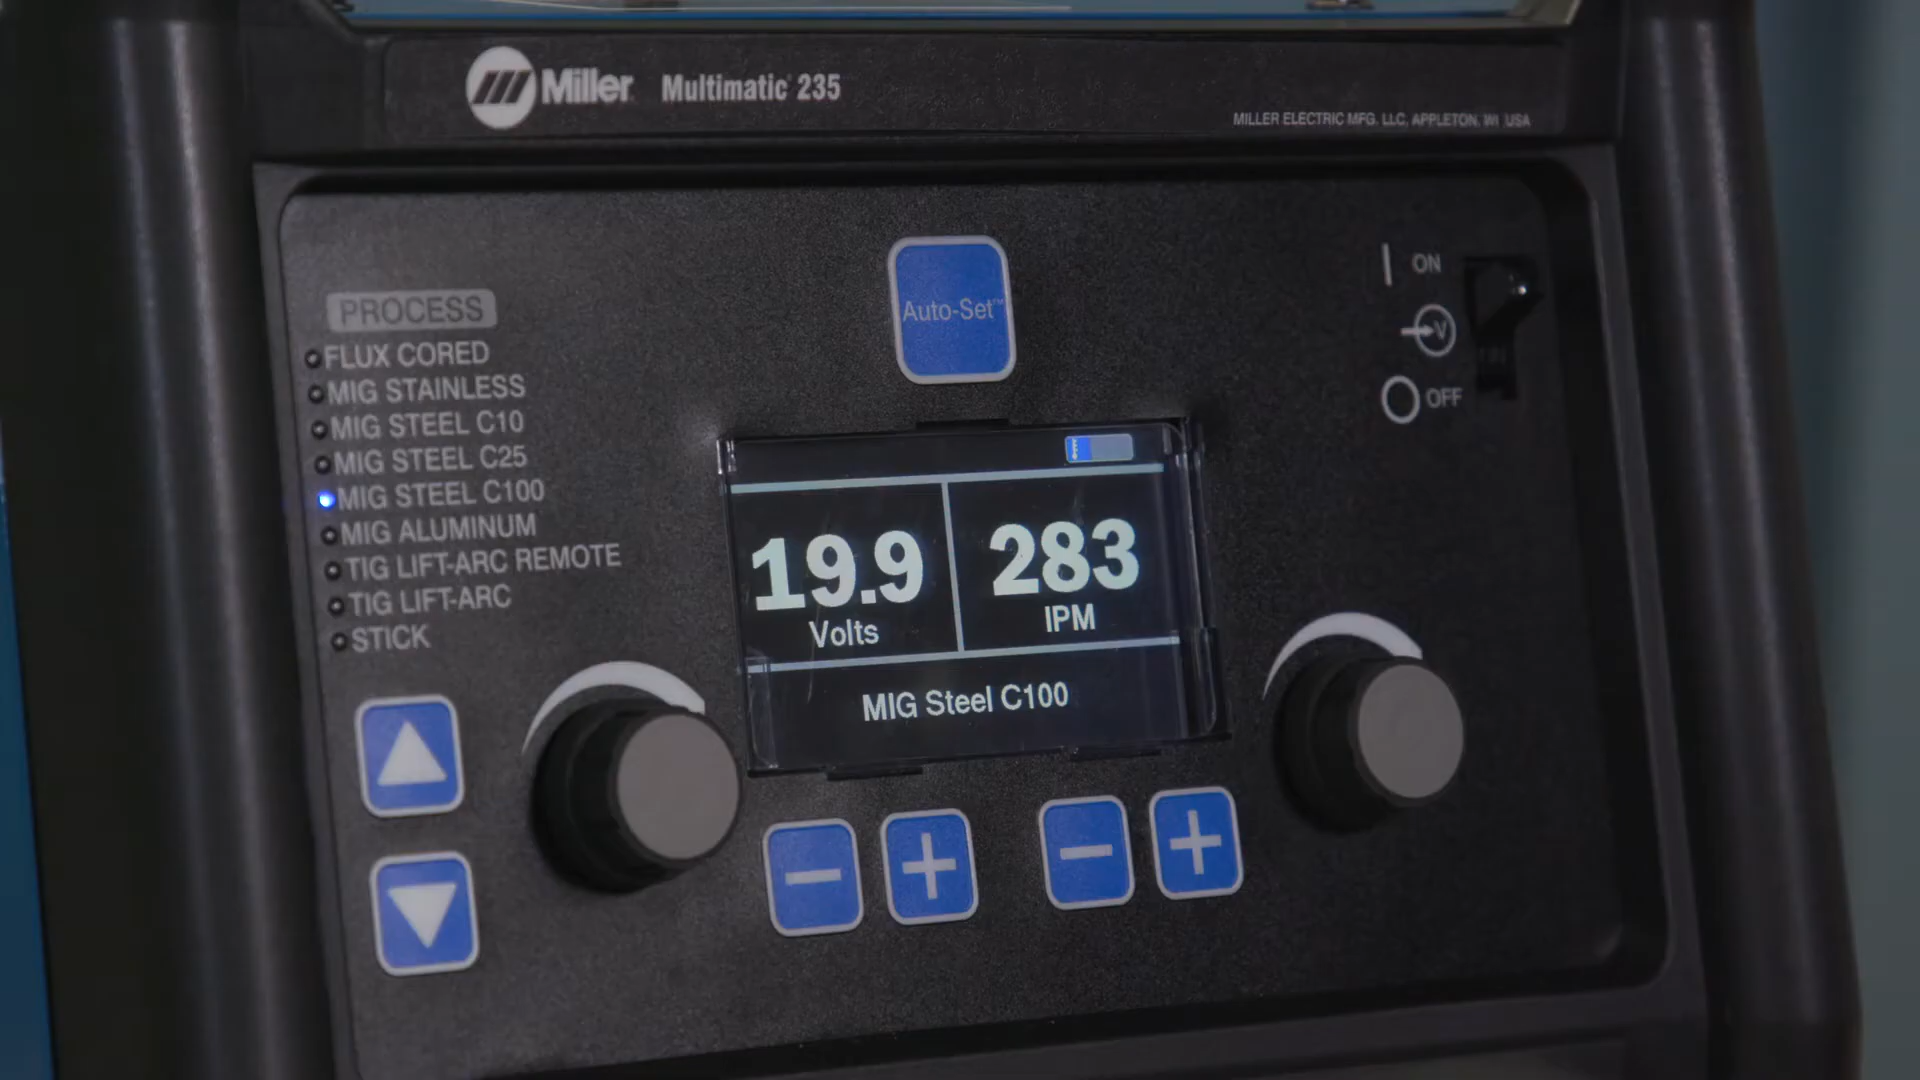 Miller Multimatic 235
MILLER ELECTRIC MFG. LLC, APPLETON, WI USA
PROCESS
FLUX CORED
MIG STAINLESS
MIG STEEL C10
MIG STEEL C25
MIG STEEL C100
MIG ALUMINUM
TIG LIFT-ARC REMOTE
TIG LIFT-ARC
STICK
Auto-Set™
ON
V
OFF
19.9 283
Volts IPM
MIG Steel C100